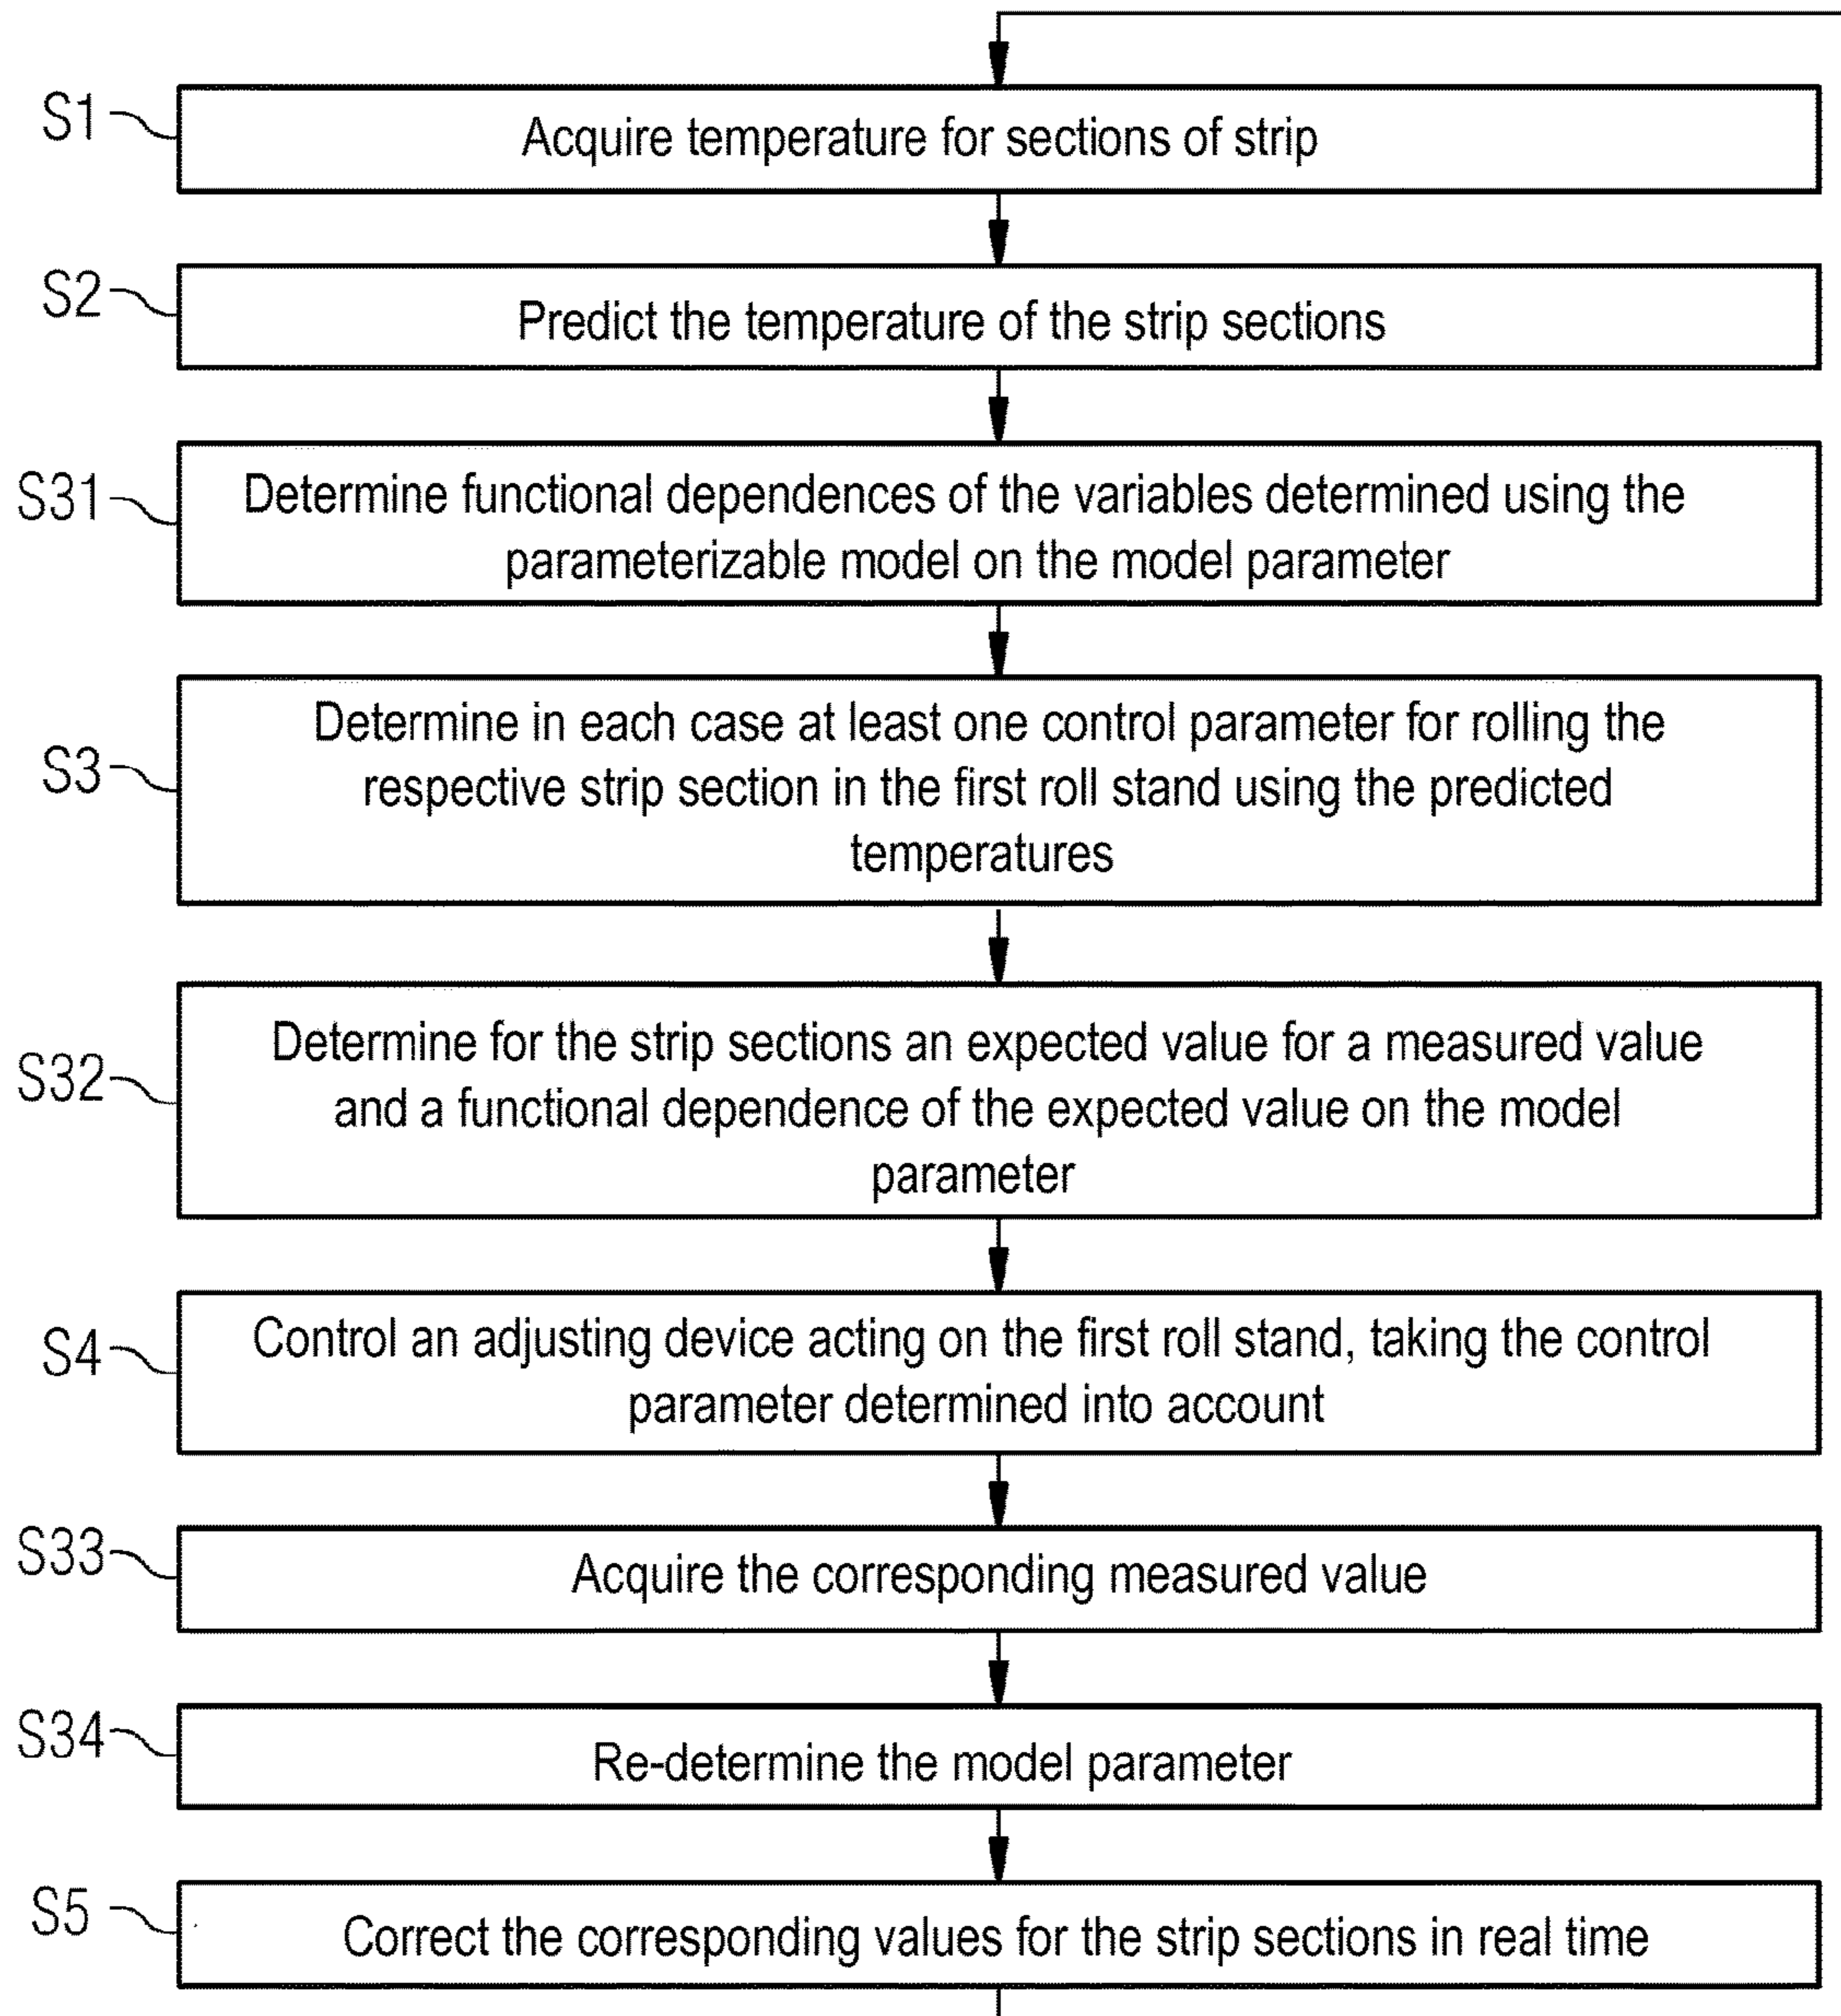 S1
Acquire temperature for sections of strip
S2
Predict the temperature of the strip sections
S31
Determine functional dependences of the variables determined using the
parameterizable model on the model parameter
S3
Determine in each case at least one control parameter for rolling the
respective strip section in the first roll stand using the predicted
temperatures
S32
Determine for the strip sections an expected value for a measured value
and a functional dependence of the expected value on the model
parameter
S4
Control an adjusting device acting on the first roll stand, taking the control
parameter determined into account
S33
Acquire the corresponding measured value
S34
Re-determine the model parameter
S5
Correct the corresponding values for the strip sections in real time